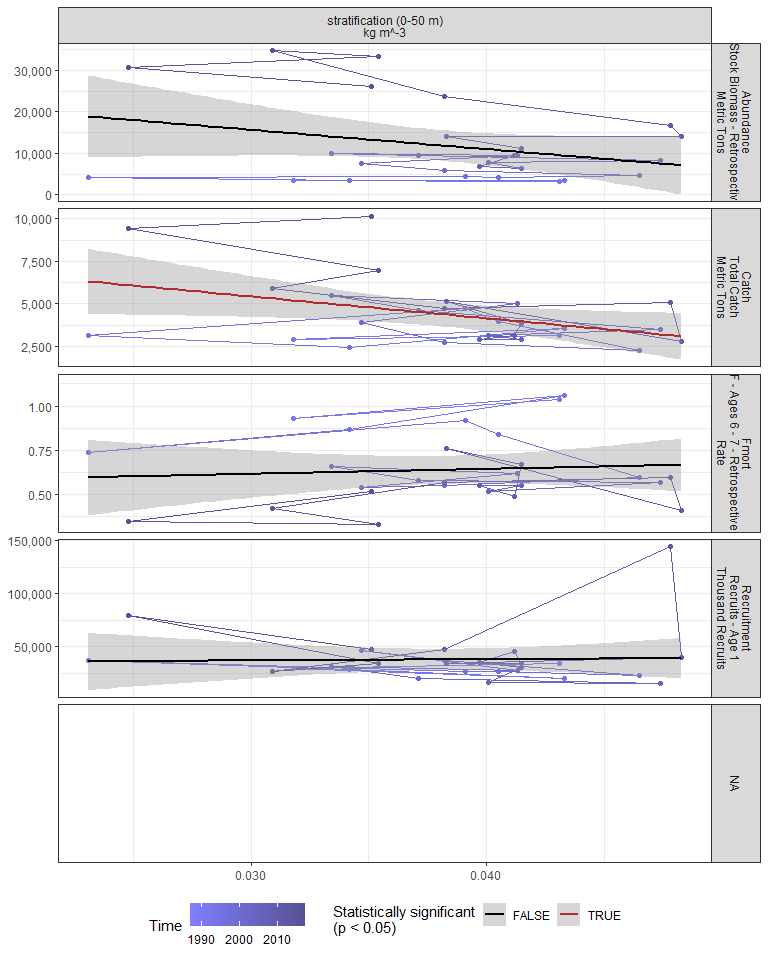 stratification (0-50 m)
kg m^-3
30,000
20,000
10,000
0
Abundance
Stock Biomass - Retrospectiv
Metric Tons
10,000
7,500
5,000
2,500
Catch
Total Catch
Metric Tons
1.00
0.75
0.50
Fmort
F - Ages 6 - 7 - Retrospective
Rate
150,000
100,000
50,000
Recruitment
Recruits - Age 1
Thousand Recruits
NA
0.030
0.040
Time
1990 2000 2010
Statistically significant
(p < 0.05)
FALSE
TRUE